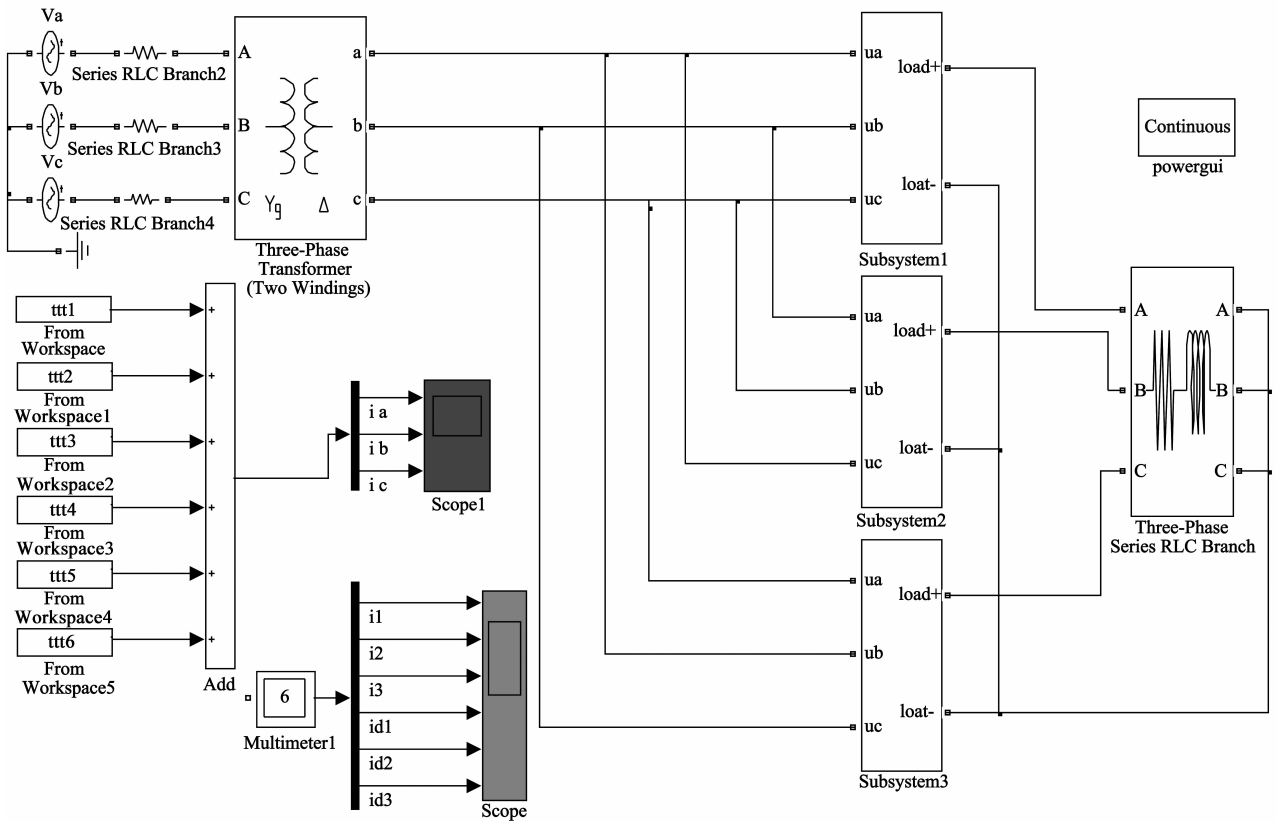 Va
Series RLC Branch2
Vb
Series RLC Branch3
Vc
Series RLC Branch4
A
B
C
a
b
c
Yg
Δ
Three-Phase
Transformer
(Two Windings)
ua
ub
uc
load+
loat-
Subsystem1
ua
ub
uc
load+
loat-
Subsystem2
ua
ub
uc
load+
loat-
Subsystem3
Continuous
powergui
A
B
C
A
B
C
Three-Phase
Series RLC Branch
ttt1
From
Workspace
ttt2
From
Workspace1
ttt3
From
Workspace2
ttt4
From
Workspace3
ttt5
From
Workspace4
ttt6
From
Workspace5
+
+
+
+
+
+
Add
i a
i b
i c
Scope1
6
Multimeter1
i1
i2
i3
id1
id2
id3
Scope